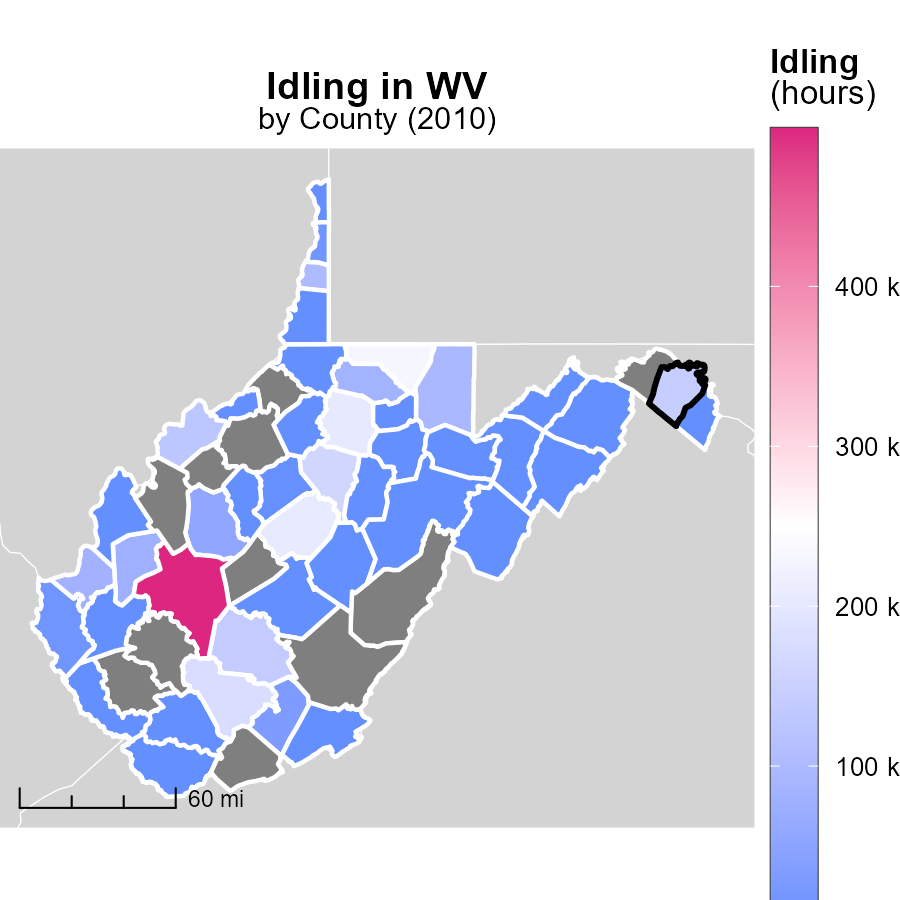 Idling in WV
by County (2010)
Idling
(hours)
400 k
300 k
200 k
100 k
60 mi